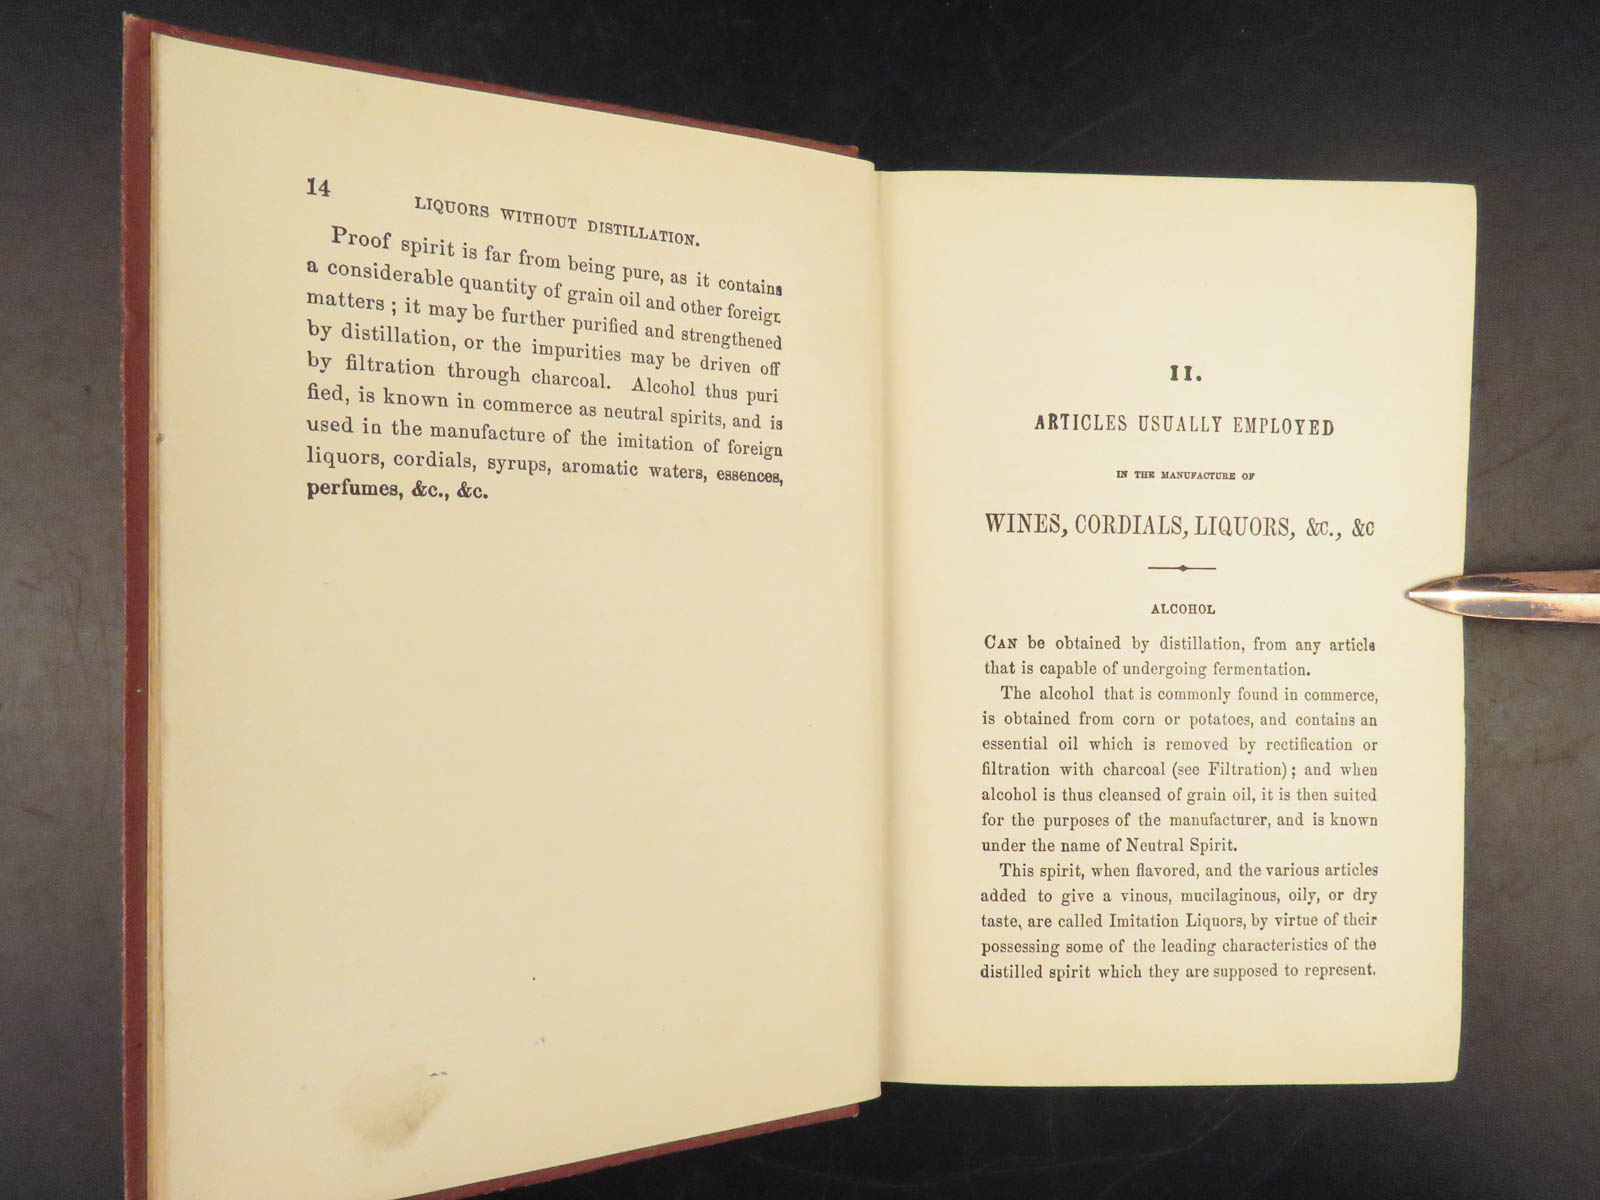 14
LIQUORS WITHOUT DISTILLATION.
Proof spirit is far from being pure, as it contains
a considerable quantity of grain oil and other foreign
matters ; it may be further purified and strengthened
by distillation, or the impurities may be driven off
by filtration through charcoal. Alcohol thus puri
fied, is known in commerce as neutral spirits, and is
used in the manufacture of the imitation of foreign
liquors, cordials, syrups, aromatic waters, essences,
perfumes, &c., &c.
II.
ARTICLES USUALLY EMPLOYED
IN THE MANUFACTURE OF
WINES, CORDIALS, LIQUORS, &C., &C
ALCOHOL
CAN be obtained by distillation, from any article
that is capable of undergoing fermentation.
The alcohol that is commonly found in commerce,
is obtained from corn or potatoes, and contains an
essential oil which is removed by rectification or
filtration with charcoal (see Filtration) ; and when
alcohol is thus cleansed of grain oil, it is then suited
for the purposes of the manufacturer, and is known
under the name of Neutral Spirit.
This spirit, when flavored, and the various articles
added to give a vinous, mucilaginous, oily, or dry
taste, are called Imitation Liquors, by virtue of their
possessing some of the leading characteristics of the
distilled spirit which they are supposed to represent.